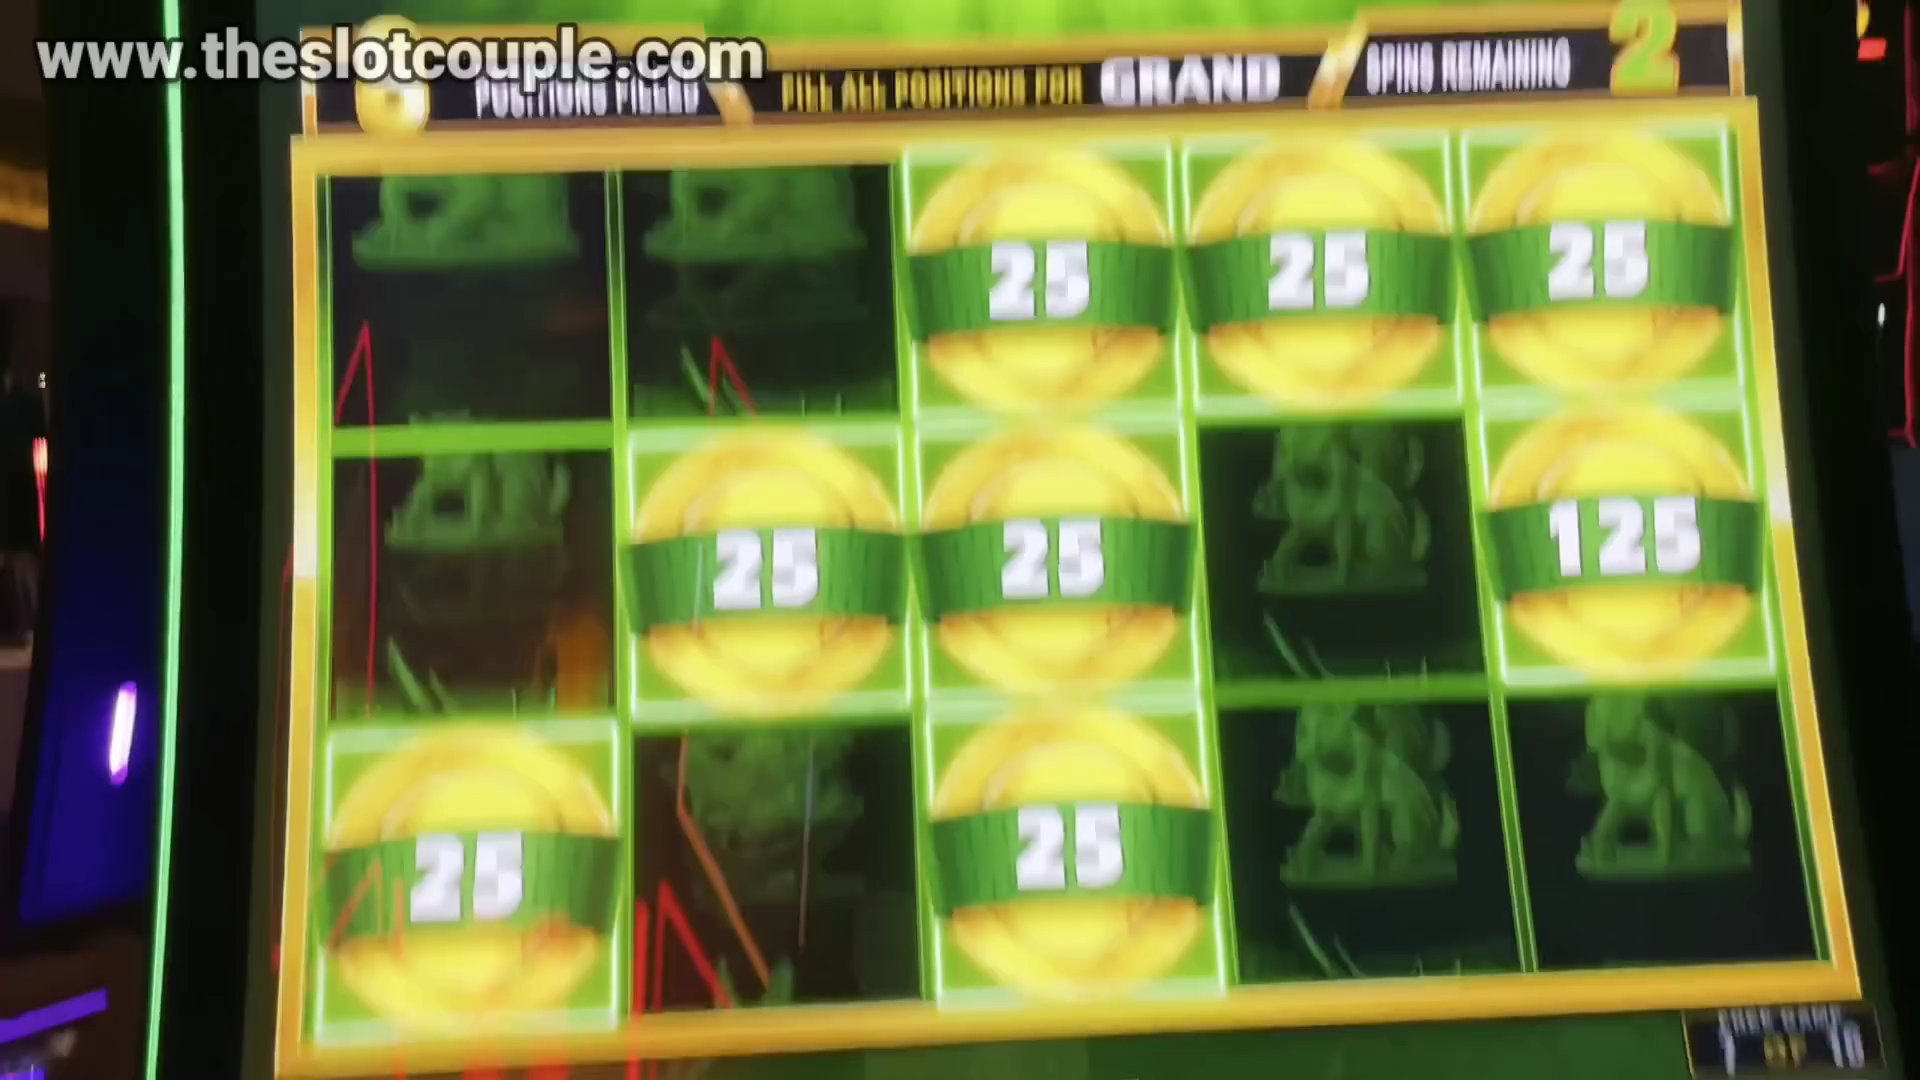 www.theslotcouple.com
POSITIONS FILLED FILL ALL POSITIONS FOR GRAND SPINS REMAINING 2
25 25 25
25 25 125
25 25